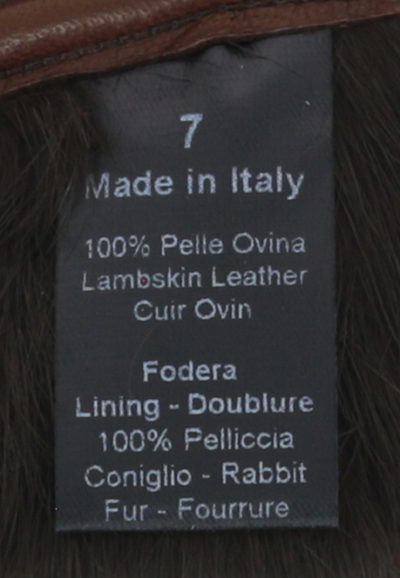 7
Made in Italy
100% Pelle Ovina
Lambskin Leather
Cuir Ovin
Fodera
Lining - Doublure
100% Pelliccia
Coniglio - Rabbit
Fur - Fourrure